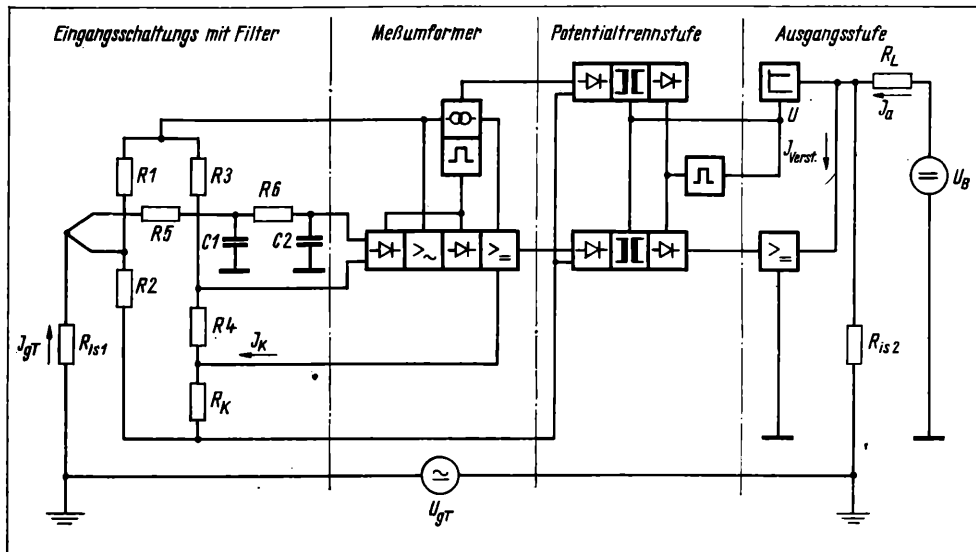 Eingangsschaltungs mit Filter
Meßumformer
Potentialtrennstufe
Ausgangsstufe
R_L
J_a
U
J_Verst.
U_B
R1
R3
R6
R5
C1
C2
R2
R4
J_K
J_gT
R_is1
R_is2
R_K
U_gT